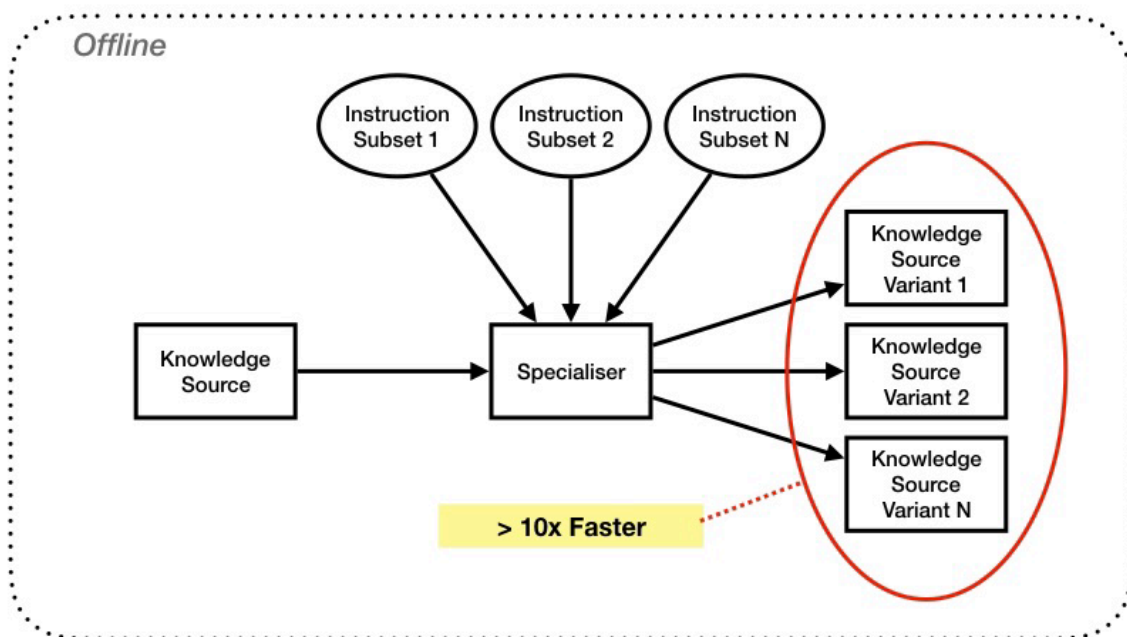 Offline
Instruction
Subset 1
Instruction
Subset 2
Instruction
Subset N
Knowledge
Source
Specialiser
Knowledge
Source
Variant 1
Knowledge
Source
Variant 2
Knowledge
Source
Variant N
> 10x Faster